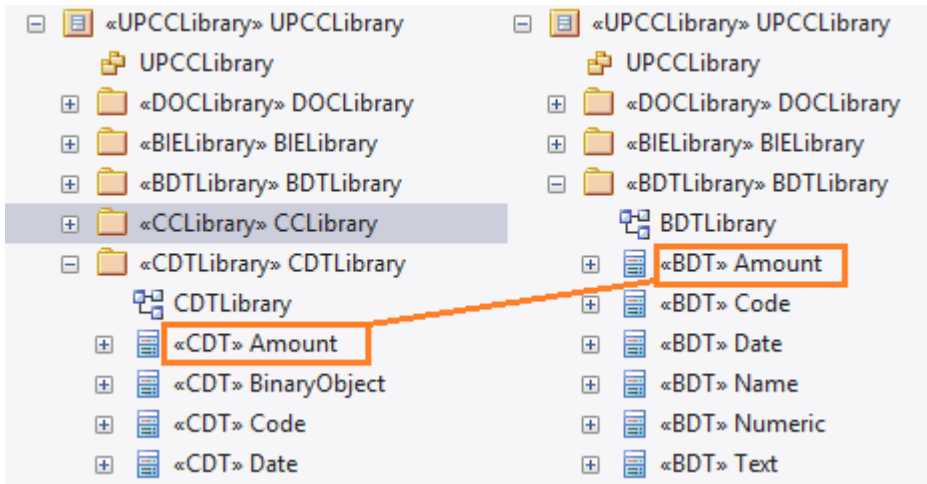 «UPCCLibrary» UPCCLibrary
UPCCLibrary
«DOCLibrary» DOCLibrary
«BIELibrary» BIELibrary
«BDTLibrary» BDTLibrary
«CCLibrary» CCLibrary
«CDTLibrary» CDTLibrary
CDTLibrary
«CDT» Amount
«CDT» BinaryObject
«CDT» Code
«CDT» Date
«UPCCLibrary» UPCCLibrary
UPCCLibrary
«DOCLibrary» DOCLibrary
«BIELibrary» BIELibrary
«BDTLibrary» BDTLibrary
BDTLibrary
«BDT» Amount
«BDT» Code
«BDT» Date
«BDT» Name
«BDT» Numeric
«BDT» Text